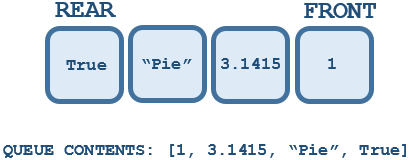 REAR FRONT
True “Pie” 3.1415 1
QUEUE CONTENTS: [1, 3.1415, “Pie”, True]